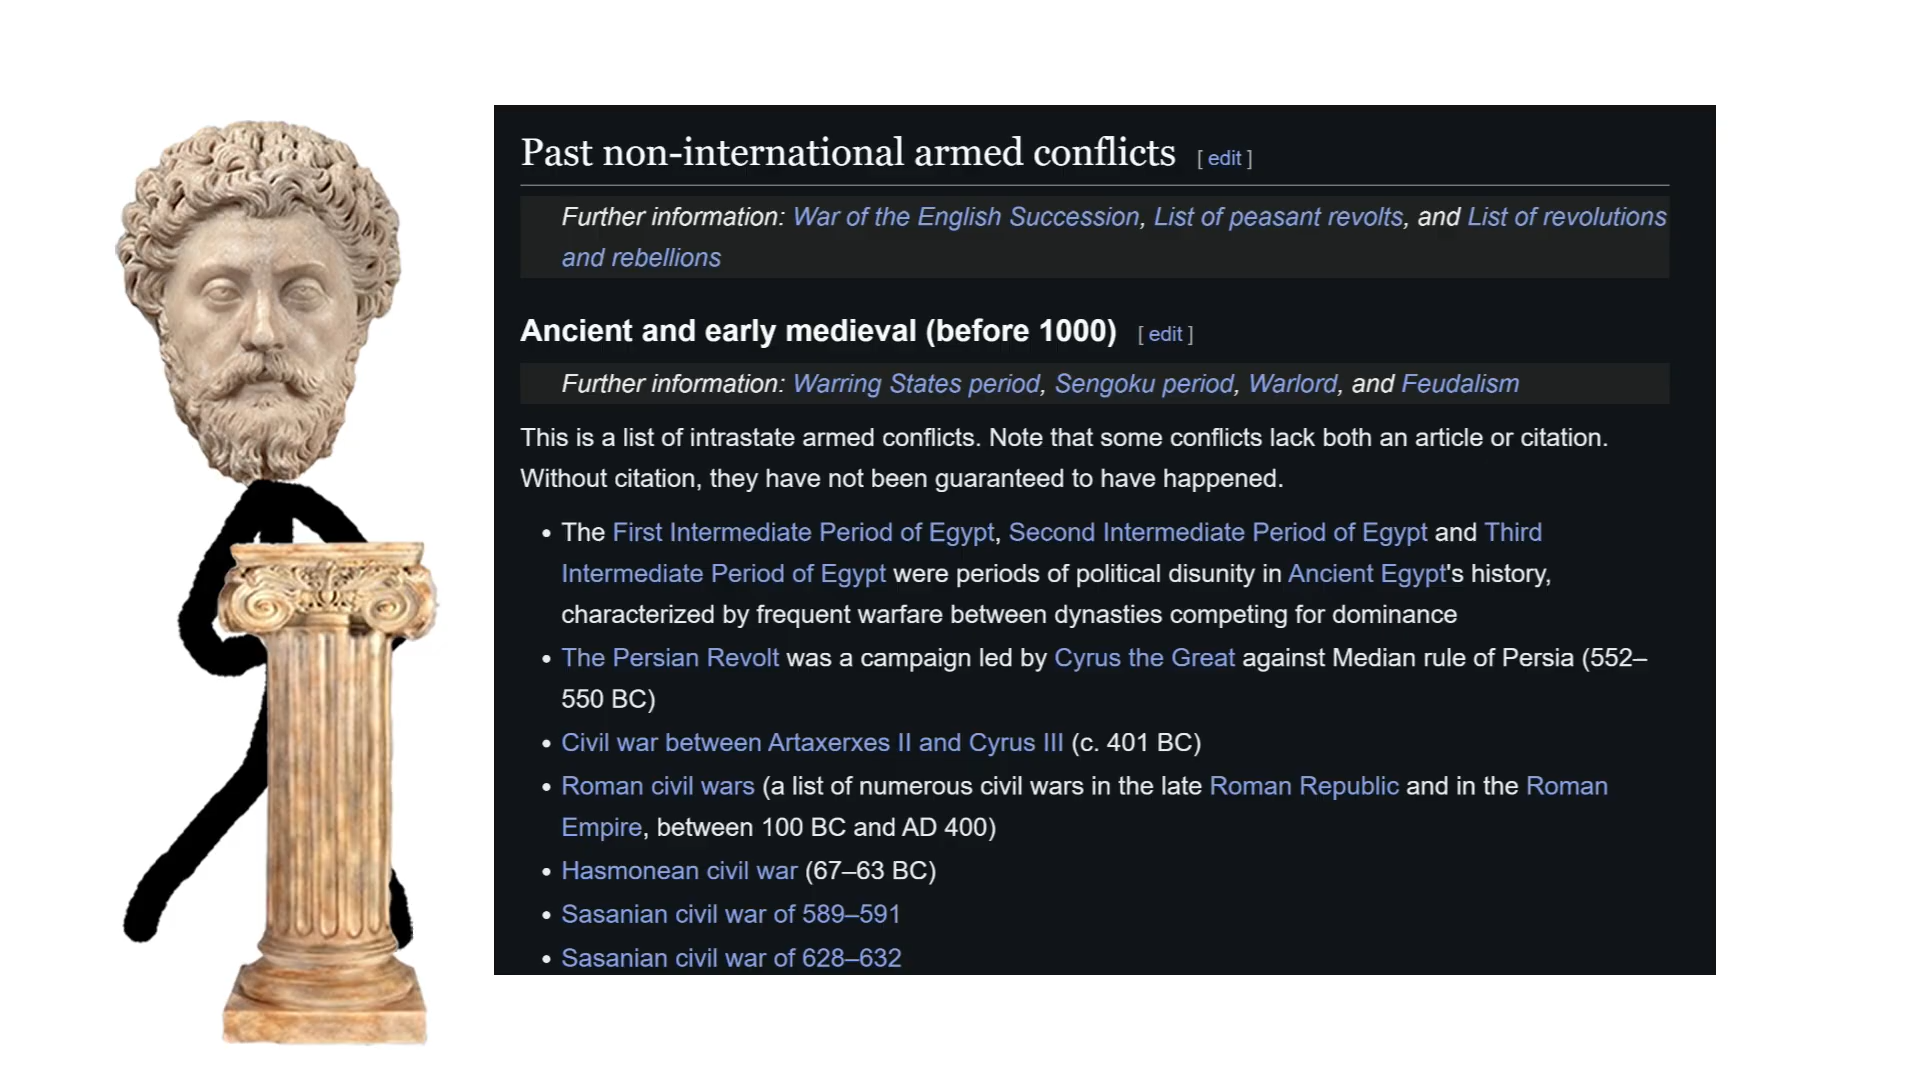 Past non-international armed conflicts [ edit ]
Further information: War of the English Succession, List of peasant revolts, and List of revolutions
and rebellions
Ancient and early medieval (before 1000) [ edit ]
Further information: Warring States period, Sengoku period, Warlord, and Feudalism
This is a list of intrastate armed conflicts. Note that some conflicts lack both an article or citation.
Without citation, they have not been guaranteed to have happened.
• The First Intermediate Period of Egypt, Second Intermediate Period of Egypt and Third
Intermediate Period of Egypt were periods of political disunity in Ancient Egypt's history,
characterized by frequent warfare between dynasties competing for dominance
• The Persian Revolt was a campaign led by Cyrus the Great against Median rule of Persia (552–
550 BC)
• Civil war between Artaxerxes II and Cyrus III (c. 401 BC)
• Roman civil wars (a list of numerous civil wars in the late Roman Republic and in the Roman
Empire, between 100 BC and AD 400)
• Hasmonean civil war (67–63 BC)
• Sasanian civil war of 589–591
• Sasanian civil war of 628–632